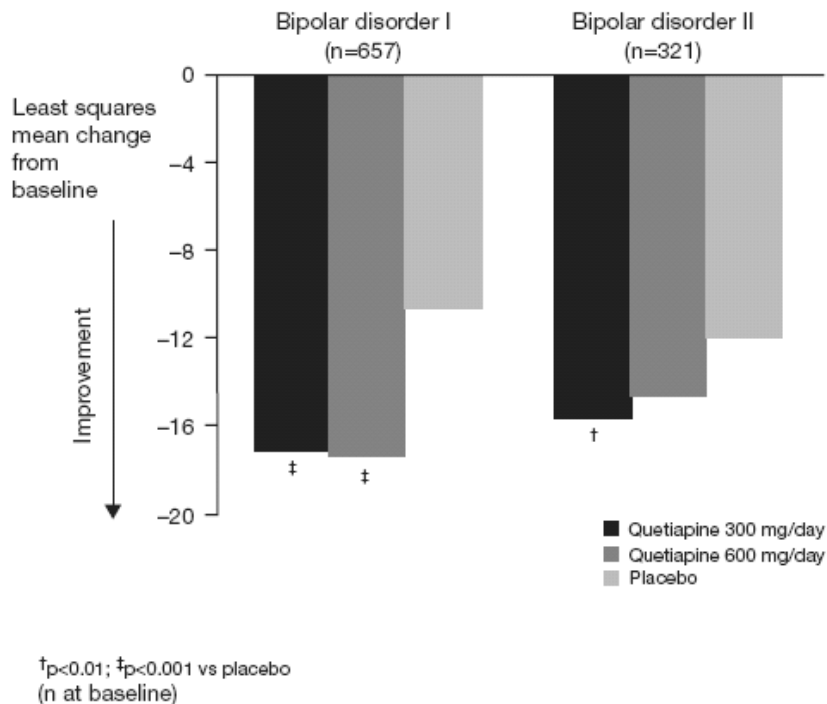 Bipolar disorder I
(n=657)
Bipolar disorder II
(n=321)
Least squares
mean change
from
baseline
Improvement
0
–4
–8
–12
–16
–20
‡
‡
†
Quetiapine 300 mg/day
Quetiapine 600 mg/day
Placebo
†p<0.01; ‡p<0.001 vs placebo
(n at baseline)